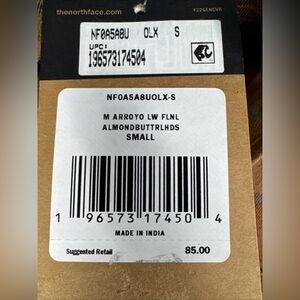 thenorthface.com
F22GENCVR
NF0A5A8U OLX S
UPC:
196573174504
NF0A5A8UOLX-S
M ARROYO LW FLNL
ALMONDBUTTRLHDS
SMALL
1 96573 17450 4
MADE IN INDIA
Suggested Retail 85.00